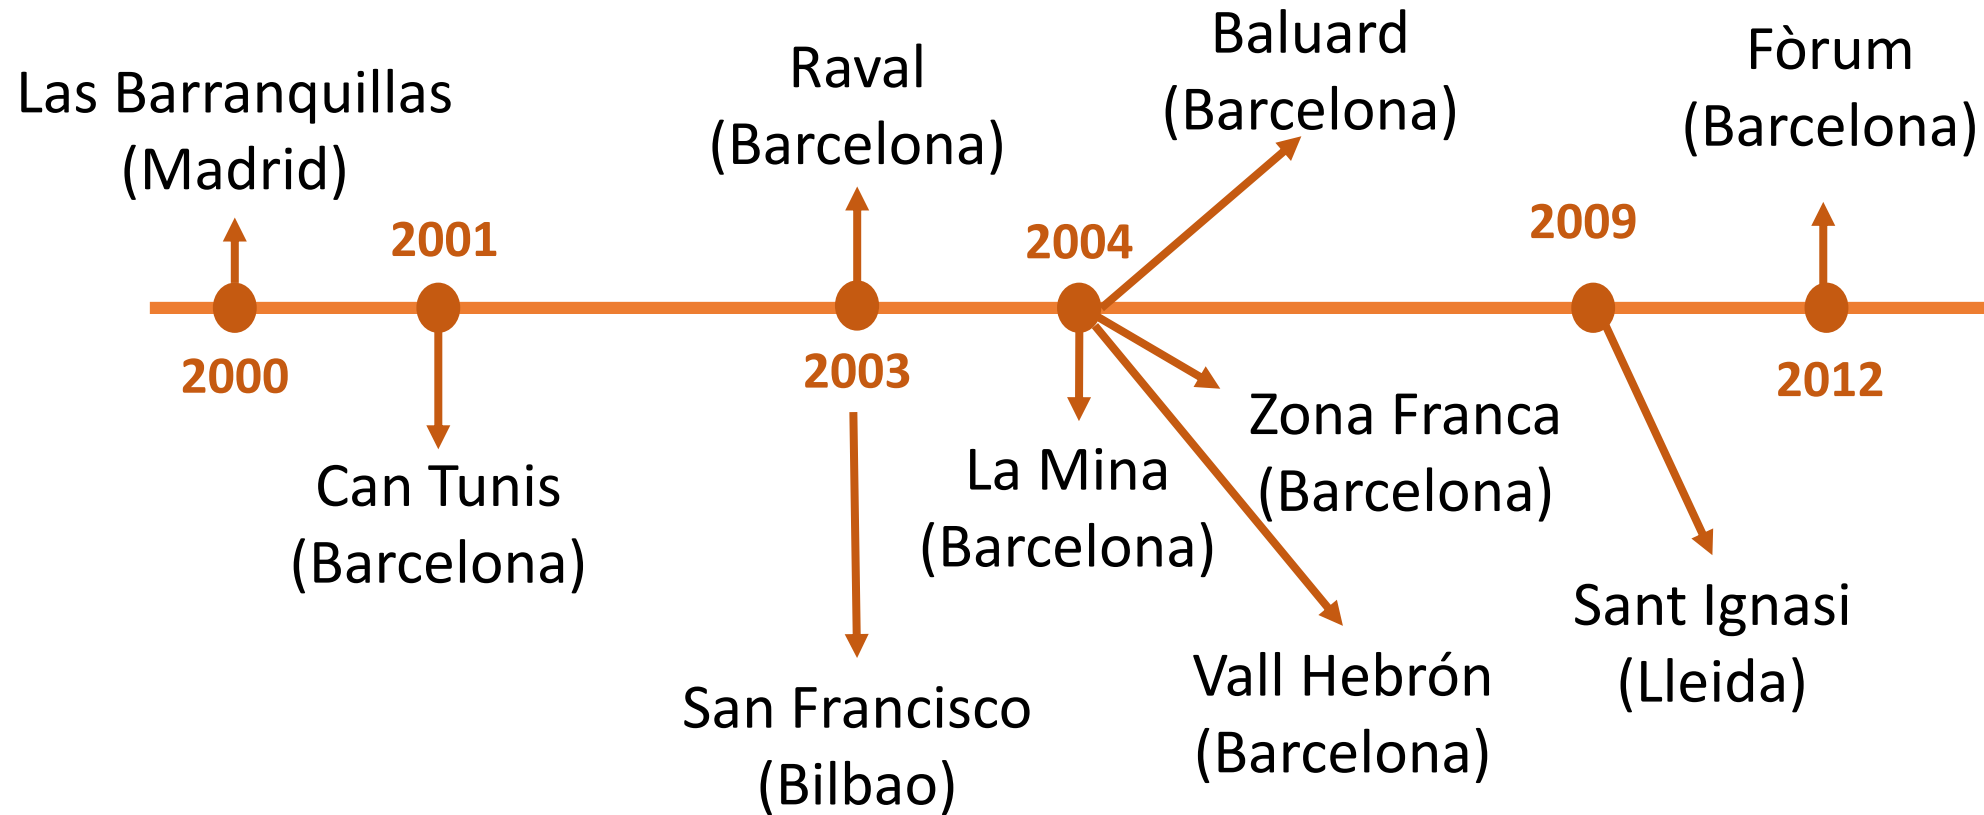 Las Barranquillas
(Madrid)
2000
2001
Can Tunis
(Barcelona)
Raval
(Barcelona)
2003
San Francisco
(Bilbao)
Baluard
(Barcelona)
2004
La Mina
(Barcelona)
Zona Franca
(Barcelona)
Vall Hebrón
(Barcelona)
2009
Sant Ignasi
(Lleida)
Fòrum
(Barcelona)
2012